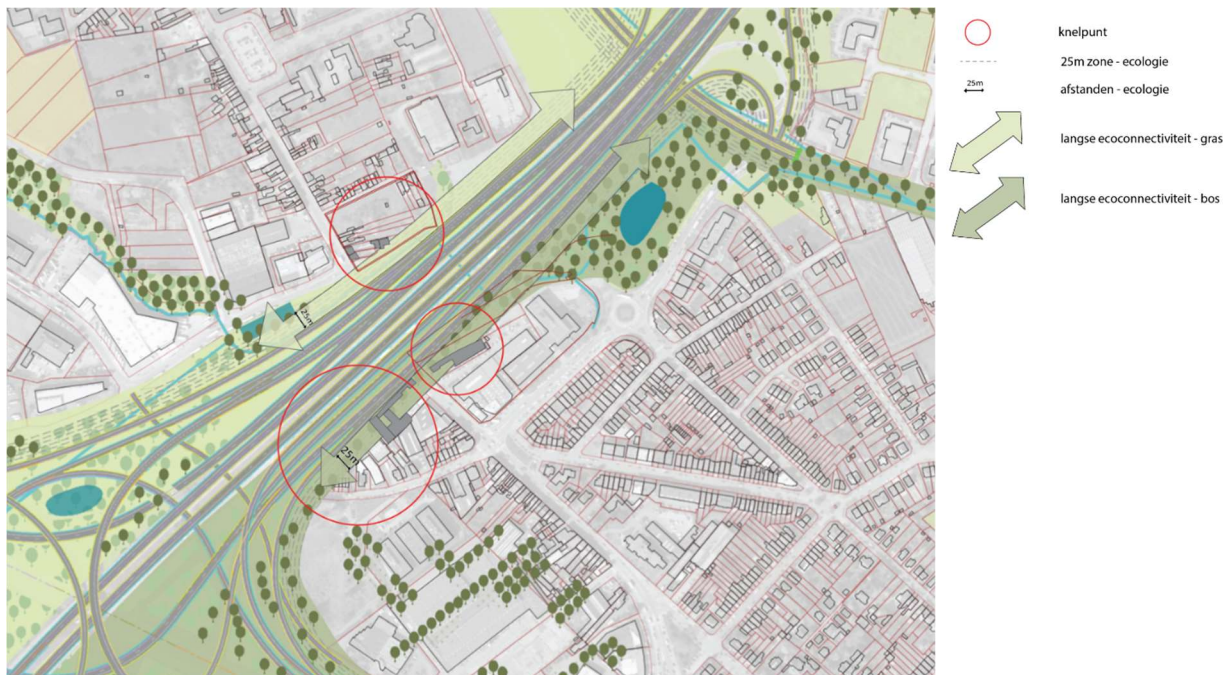 knelpunt
25m zone - ecologie
25m
afstanden - ecologie
langse ecoconnectiviteit - gras
langse ecoconnectiviteit - bos
25m
25m